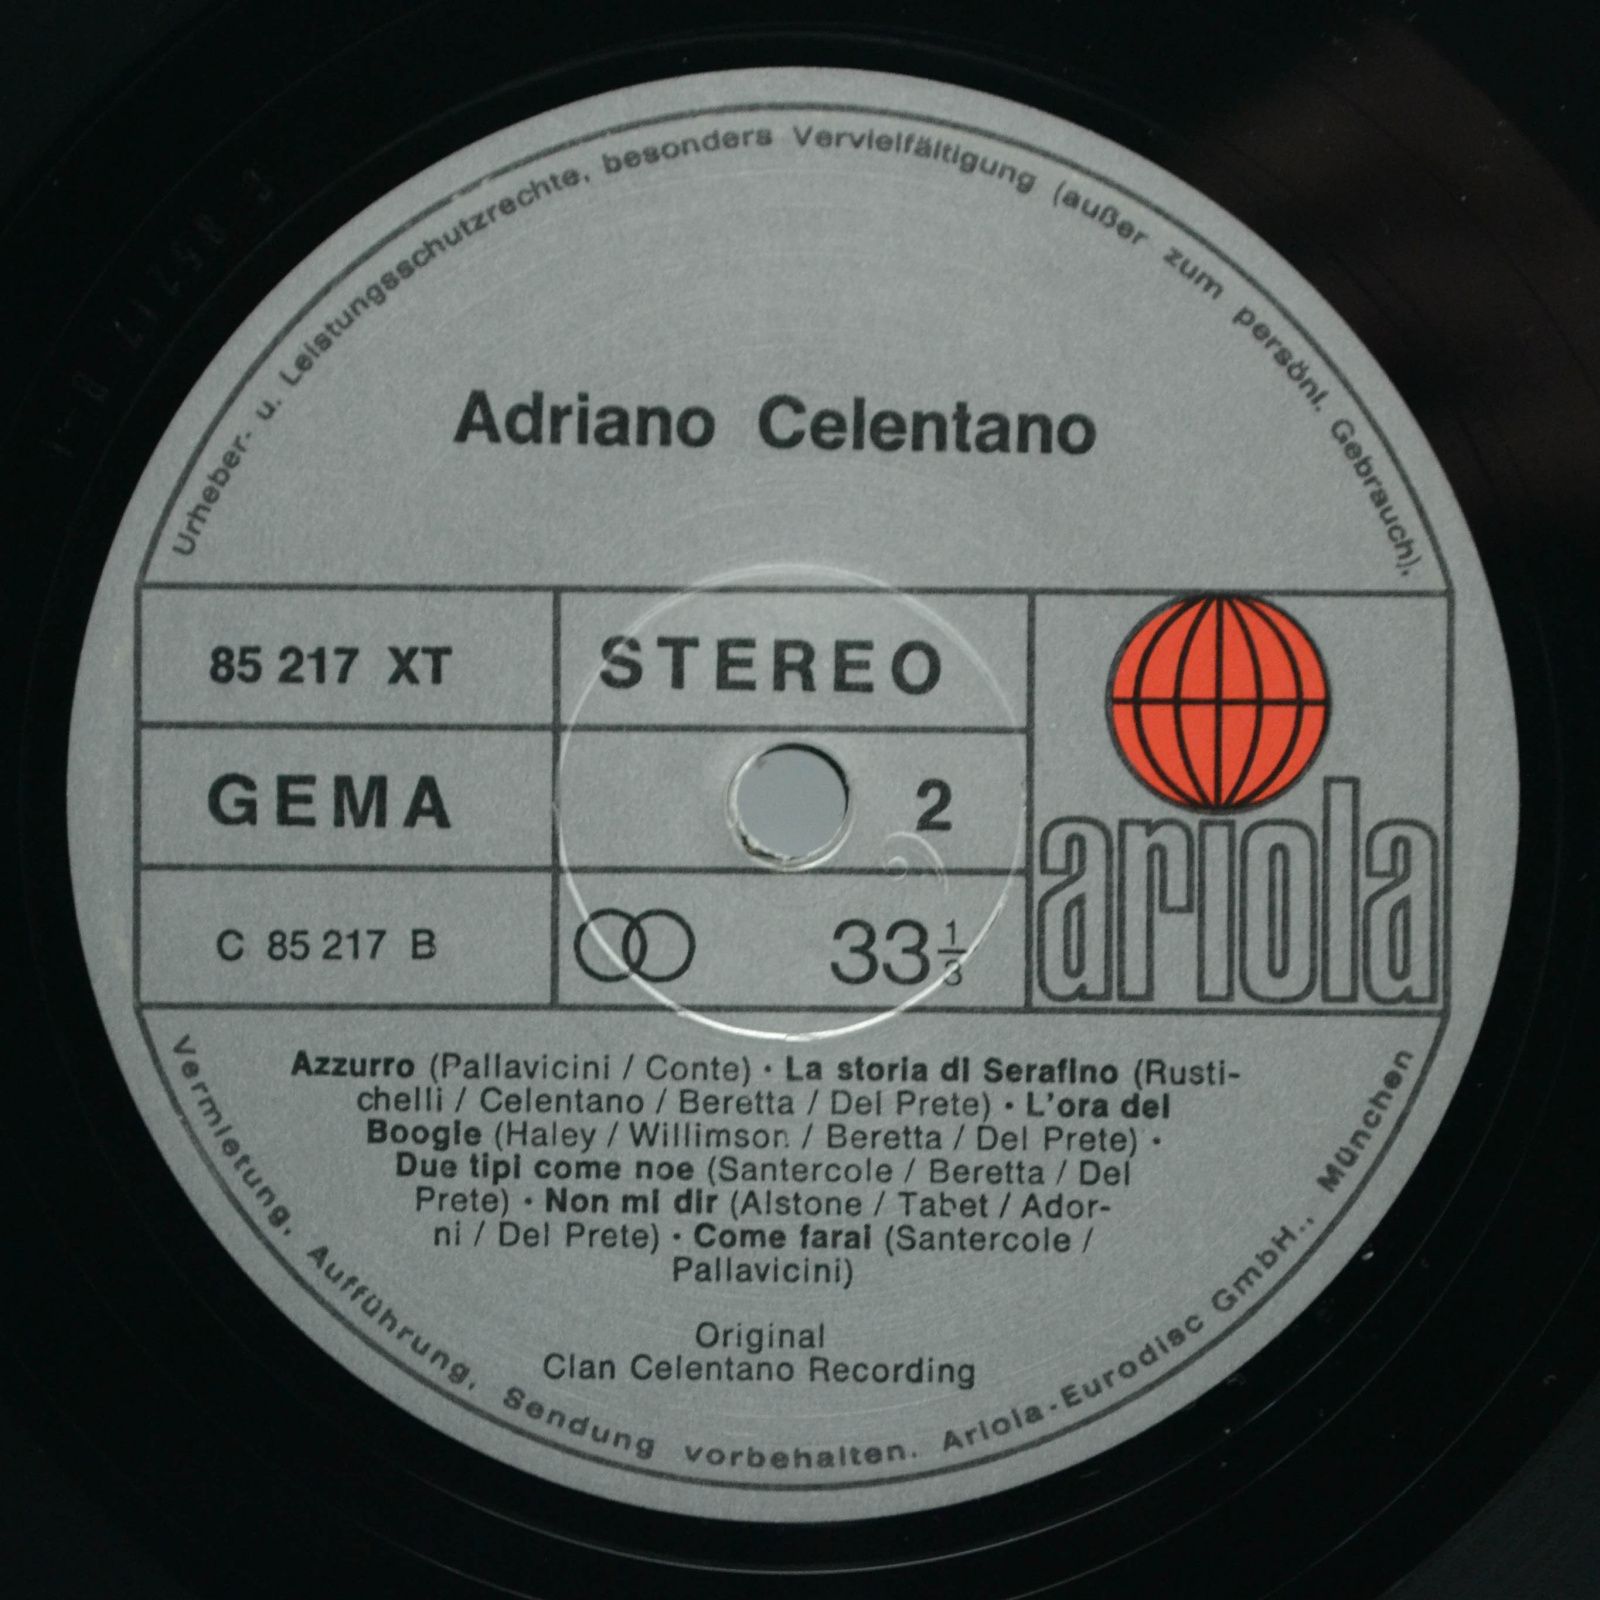 Urheber- u. Leistungsschutzrechte, besonders Vervielfältigung (außer zum persönl. Gebrauch),
Adriano Celentano
85 217 XT
STEREO
GEMA
2
C 85 217 B
33 1/3
ariola
Azzurro (Pallavicini / Conte) · La storia di Serafino (Rusti-
chelli / Celentano / Beretta / Del Prete) · L'ora del
Boogie (Haley / Willimson / Beretta / Del Prete) ·
Due tipi come noe (Santercole / Beretta / Del
Prete) · Non mi dir (Alstone / Tabet / Ador-
ni / Del Prete) · Come farai (Santercole /
Pallavicini)
Original
Clan Celentano Recording
Vermietung, Aufführung, Sendung vorbehalten. Ariola-Eurodisc GmbH., München